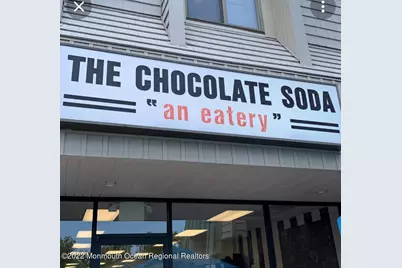 THE CHOCOLATE SODA
"an eatery"
©2022 Monmouth Ocean Regional Realtors